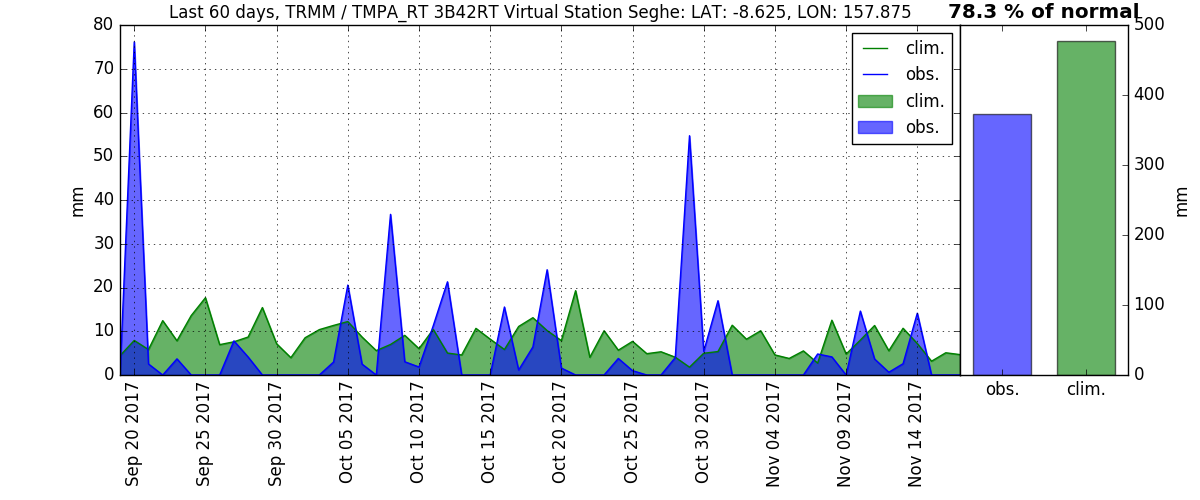 Last 60 days, TRMM / TMPA_RT 3B42RT Virtual Station Seghe: LAT: -8.625, LON: 157.875
78.3 % of normal
80
70
60
50
40
30
20
10
0
mm
clim.
obs.
clim.
obs.
500
400
300
200
100
0
mm
obs.
clim.
Sep 20 2017
Sep 25 2017
Sep 30 2017
Oct 05 2017
Oct 10 2017
Oct 15 2017
Oct 20 2017
Oct 25 2017
Oct 30 2017
Nov 04 2017
Nov 09 2017
Nov 14 2017